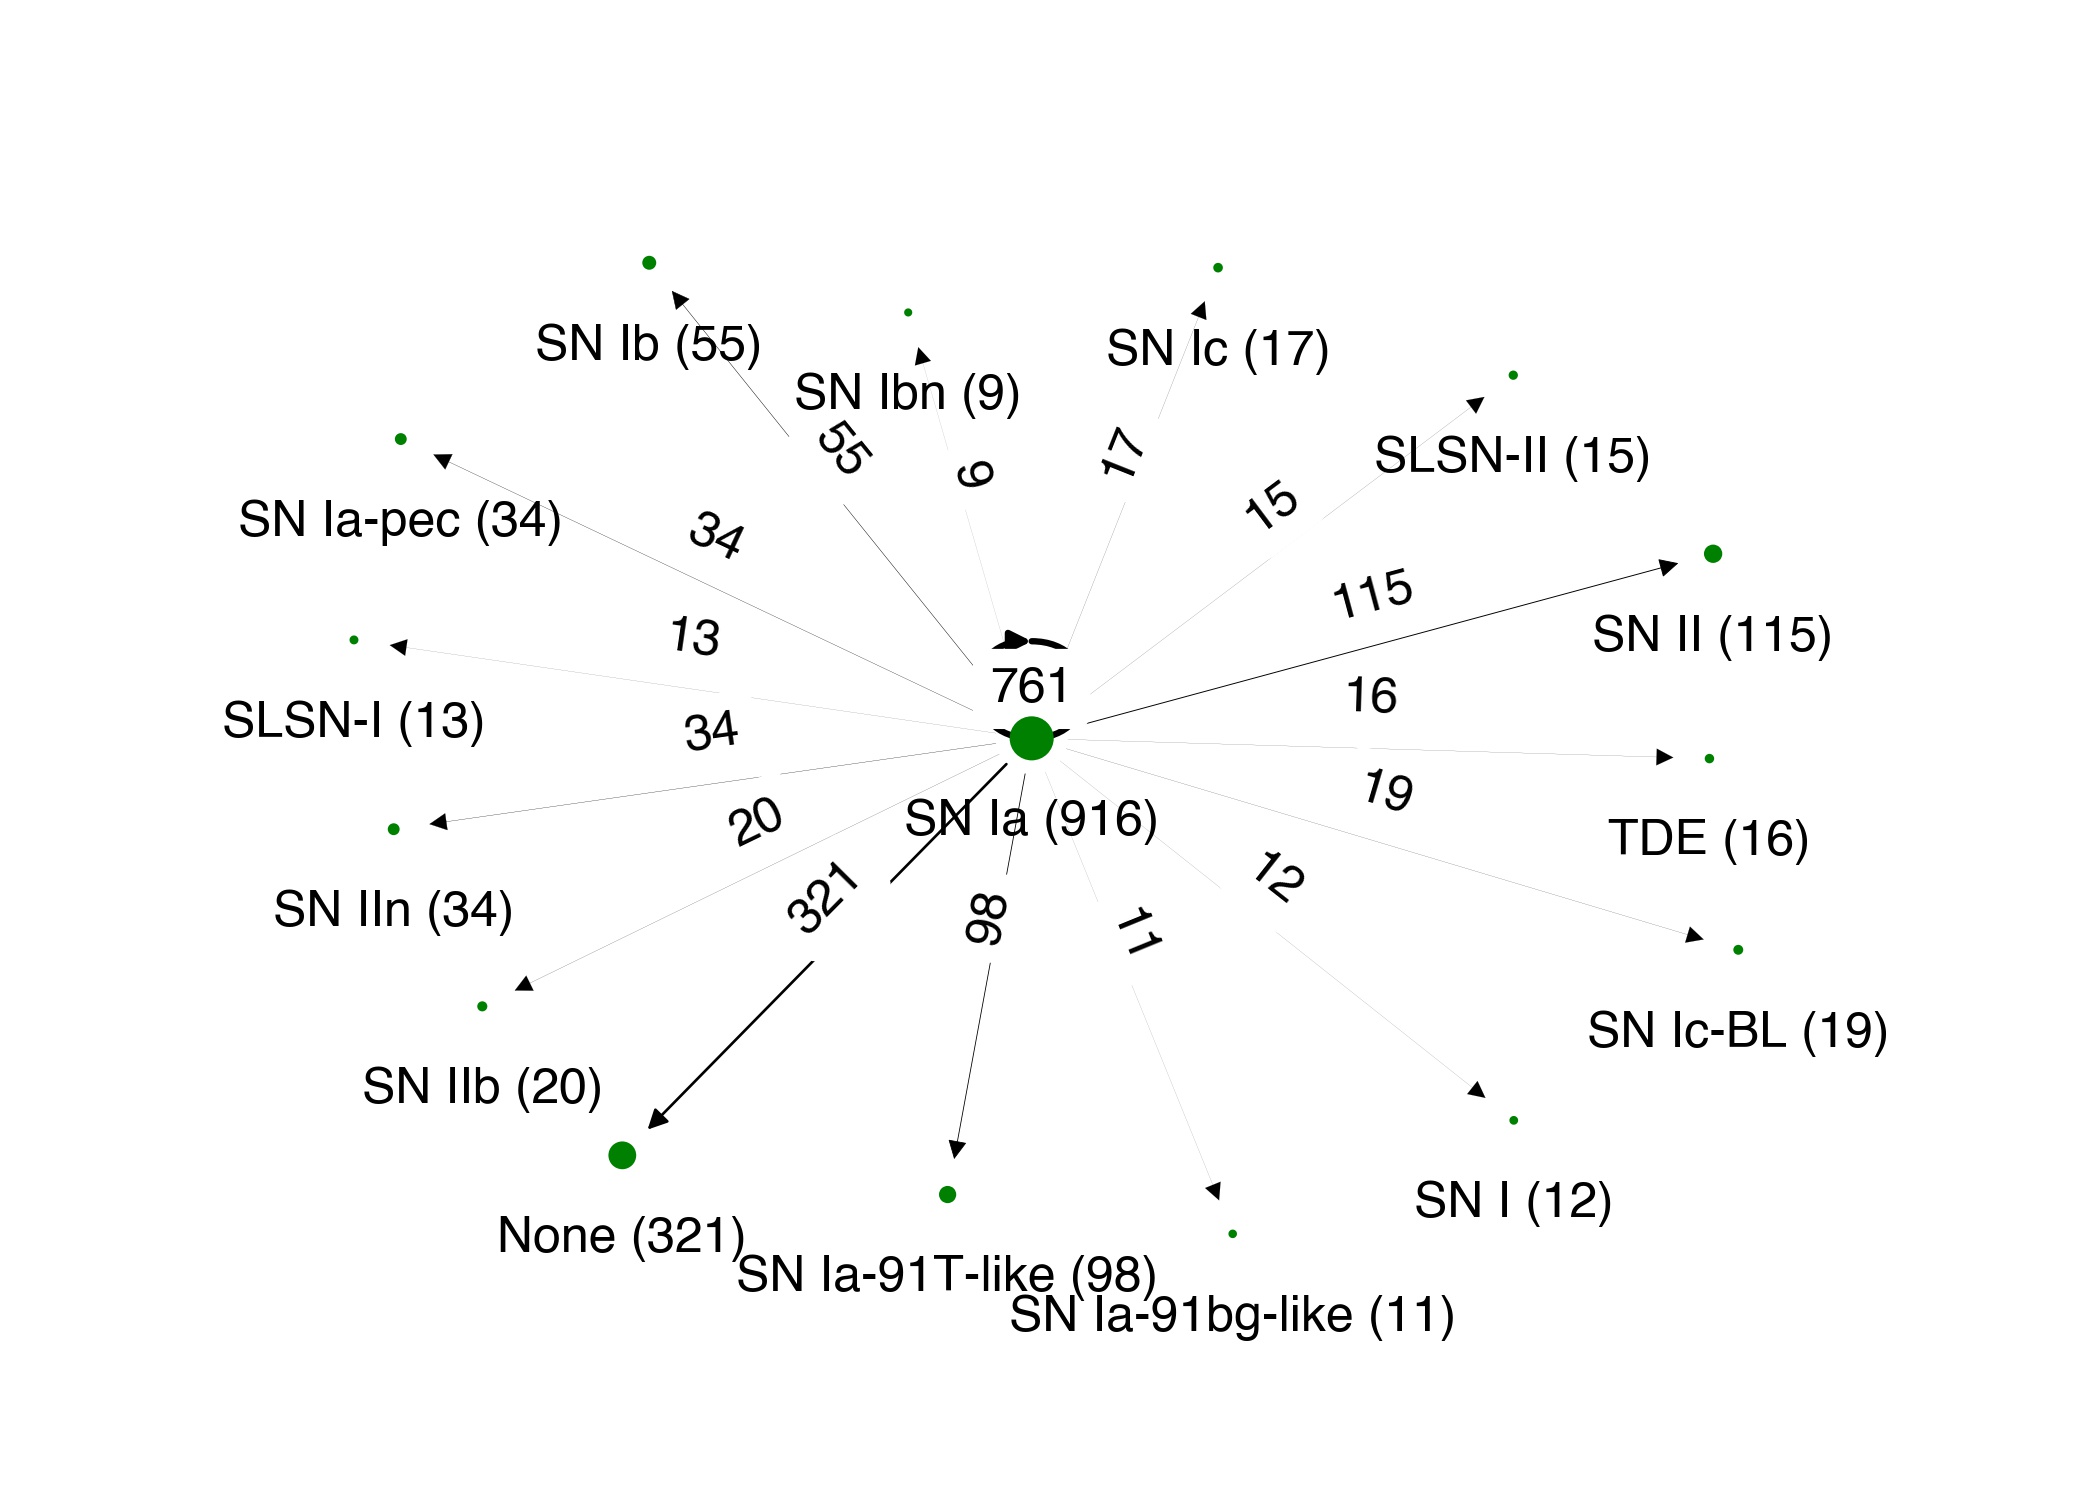 SN Ib (55)
SN Ibn (9)
SN Ic (17)
SLSN-II (15)
SN Ia-pec (34)
55
9
17
15
34
115
SN II (115)
13
761
16
SLSN-I (13)
34
20
SN Ia (916)
19
TDE (16)
SN IIn (34)
321
98
11
12
SN Ic-BL (19)
SN IIb (20)
SN I (12)
None (321)
SN Ia-91T-like (98)
SN Ia-91bg-like (11)